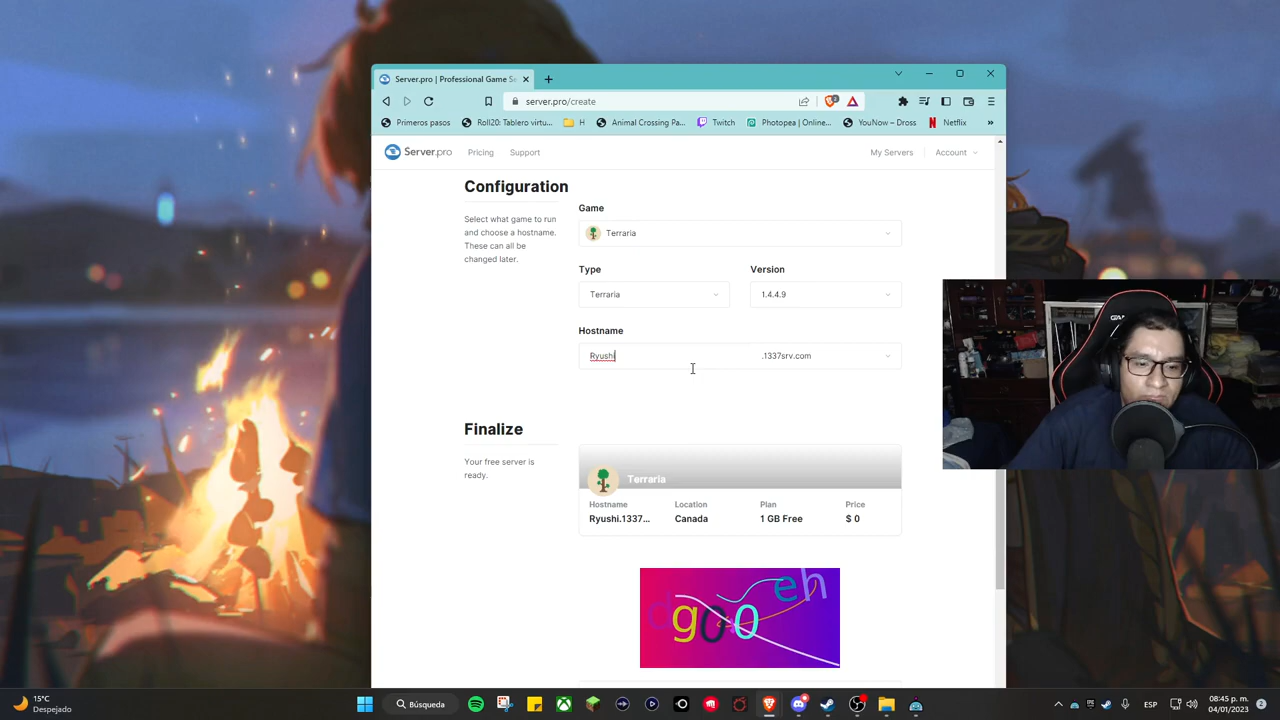 Server.pro | Professional Game Se
server.pro/create
2
Primeros pasos
Roll20: Tablero virtu...
H
Animal Crossing Pa...
Twitch
Photopea | Online...
YouNow – Dross
Netflix
»
Server.pro
Pricing
Support
My Servers
Account
Configuration
Select what game to run
and choose a hostname.
These can all be
changed later.
Game
Terraria
Type
Version
Terraria
1.4.4.9
Hostname
Ryushi
.1337srv.com
Finalize
Your free server is
ready.
Terraria
Hostname
Location
Plan
Price
Ryushi.1337...
Canada
1 GB Free
$ 0
Búsqueda
15°C
Despejado
ESP
08:45 p. m.
04/01/2023